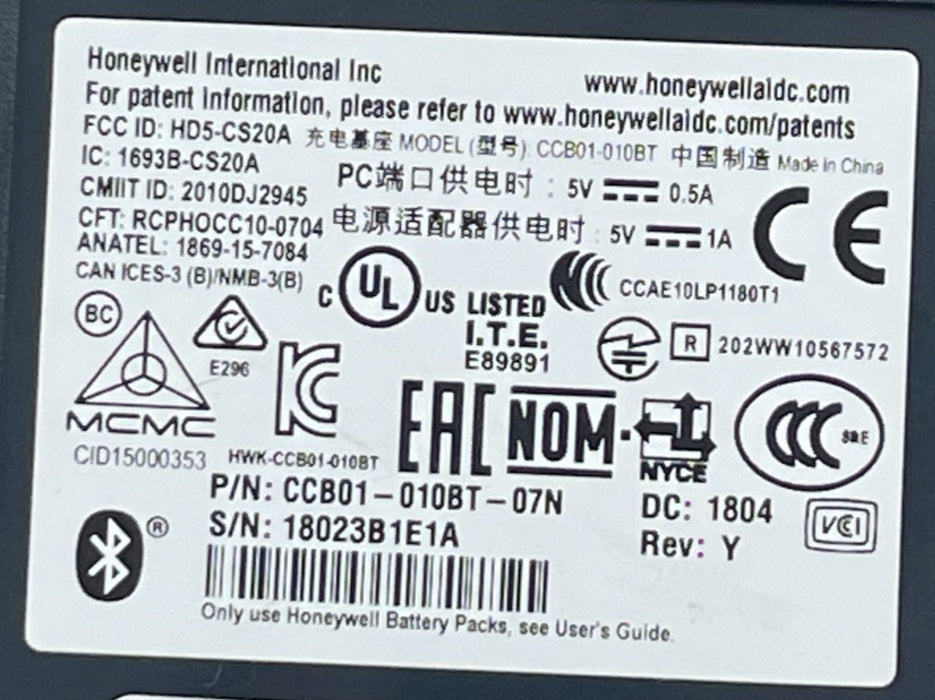 Honeywell International Inc
www.honeywellaidc.com
For patent information, please refer to www.honeywellaidc.com/patents
FCC ID: HD5-CS20A 充电基座 MODEL (型号): CCB01-010BT 中国制造 Made in China
IC: 1693B-CS20A
PC端口供电时 : 5V 0.5A
CMIIT ID: 2010DJ2945
CFT: RCPHOCC10-0704 电源适配器供电时 : 5V 1A
CE
ANATEL: 1869-15-7084
CAN ICES-3 (B)/NMB-3(B)
C UL US LISTED
I.T.E.
E89891
CCAE10LP1180T1
BC
E296
R 202WW10567572
MCMC
CID15000353
KC
HWK-CCB01-010BT
EAC
NOM
NYCE
CCC S&E
P/N: CCB01-010BT-07N
DC: 1804
S/N: 18023B1E1A
Rev: Y
VCI
®
Only use Honeywell Battery Packs, see User's Guide.